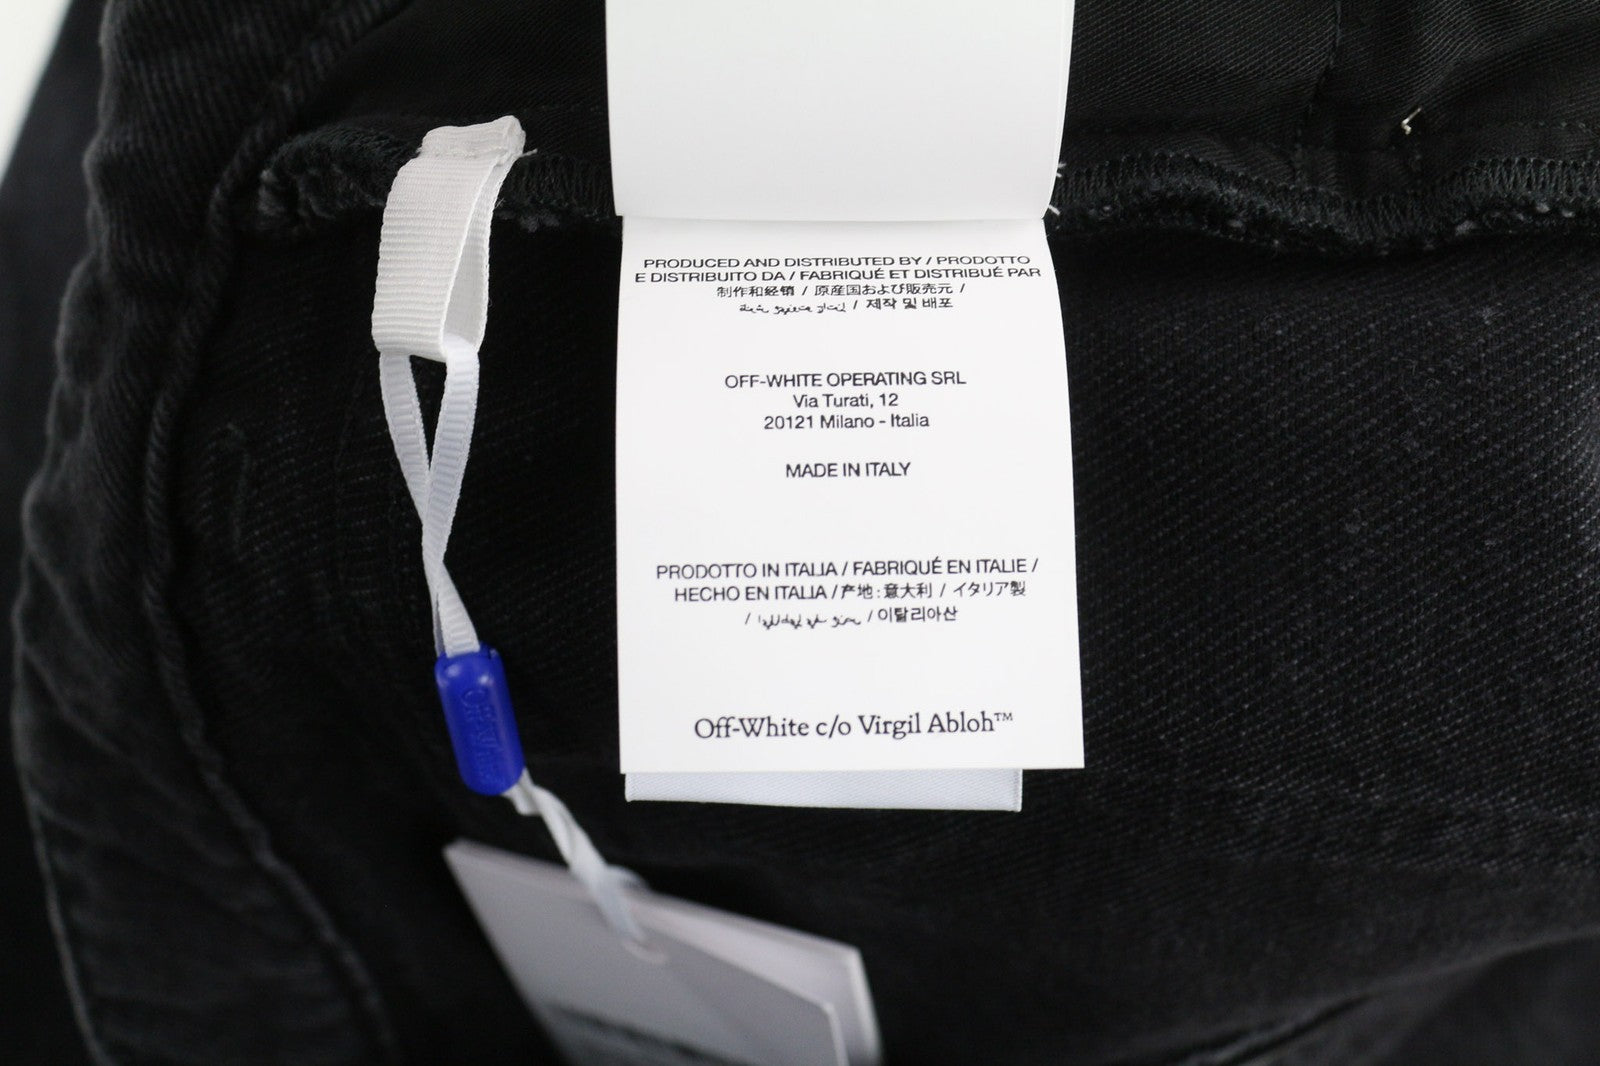 PRODUCED AND DISTRIBUTED BY / PRODOTTO
E DISTRIBUITO DA / FABRIQUÉ ET DISTRIBUÉ PAR
制作和经销 / 原産国および販売元 /
/ 제작 및 배포
OFF-WHITE OPERATING SRL
Via Turati, 12
20121 Milano - Italia
MADE IN ITALY
PRODOTTO IN ITALIA / FABRIQUÉ EN ITALIE /
HECHO EN ITALIA / 产地: 意大利 / イタリア製
/ / 이탈리아산
Off-White c/o Virgil Abloh™